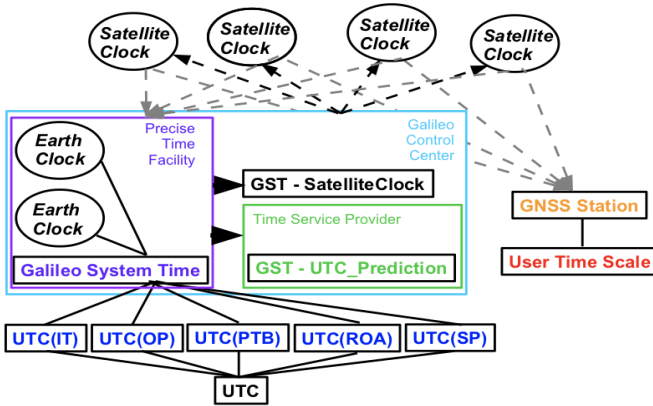 Satellite
Clock
Satellite
Clock
Satellite
Clock
Satellite
Clock
Precise
Time
Facility
Galileo
Control
Center
Earth
Clock
Earth
Clock
GST - SatelliteClock
Time Service Provider
GST - UTC_Prediction
Galileo System Time
GNSS Station
User Time Scale
UTC(IT)
UTC(OP)
UTC(PTB)
UTC(ROA)
UTC(SP)
UTC